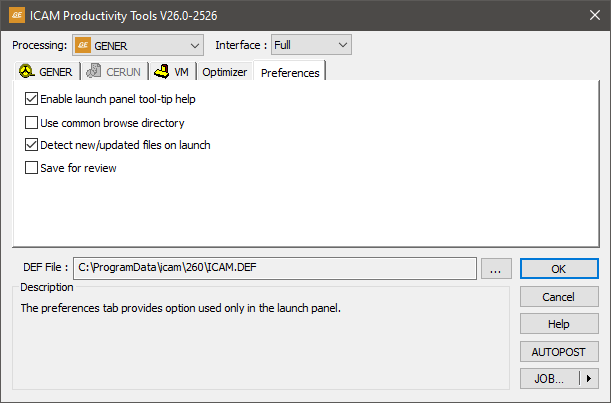 ICAM Productivity Tools V26.0-2526
Processing: GE GENER Interface : Full
GENER CERUN VM Optimizer Preferences
Enable launch panel tool-tip help
Use common browse directory
Detect new/updated files on launch
Save for review
DEF File : C:\ProgramData\icam\260\ICAM.DEF ... OK
Description
The preferences tab provides option used only in the launch panel.
Cancel
Help
AUTOPOST
JOB...